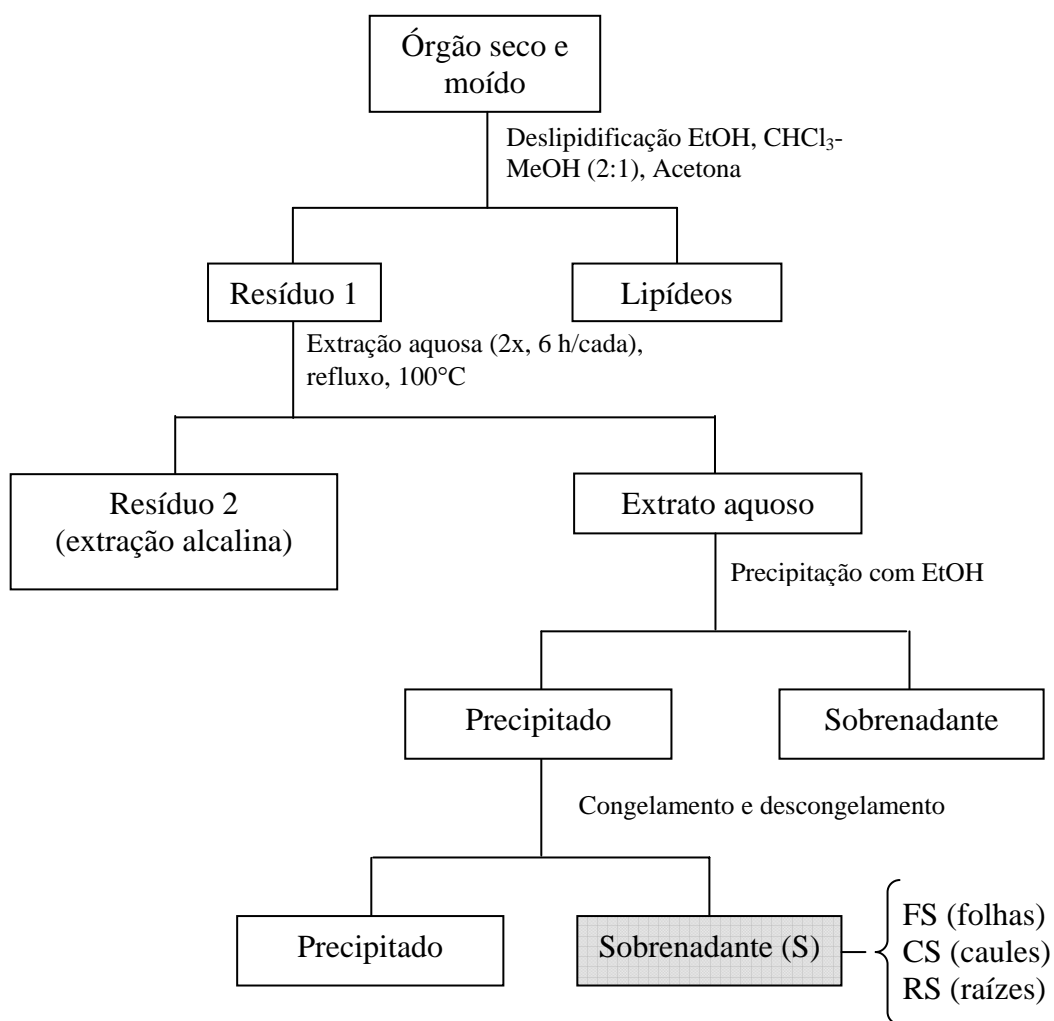 Órgão seco e
moído
Deslipidificação EtOH, CHCl₃-
MeOH (2:1), Acetona
Resíduo 1
Lipídeos
Extração aquosa (2x, 6 h/cada),
refluxo, 100°C
Resíduo 2
(extração alcalina)
Extrato aquoso
Precipitação com EtOH
Precipitado
Sobrenadante
Congelamento e descongelamento
Precipitado
Sobrenadante (S)
FS (folhas)
CS (caules)
RS (raízes)